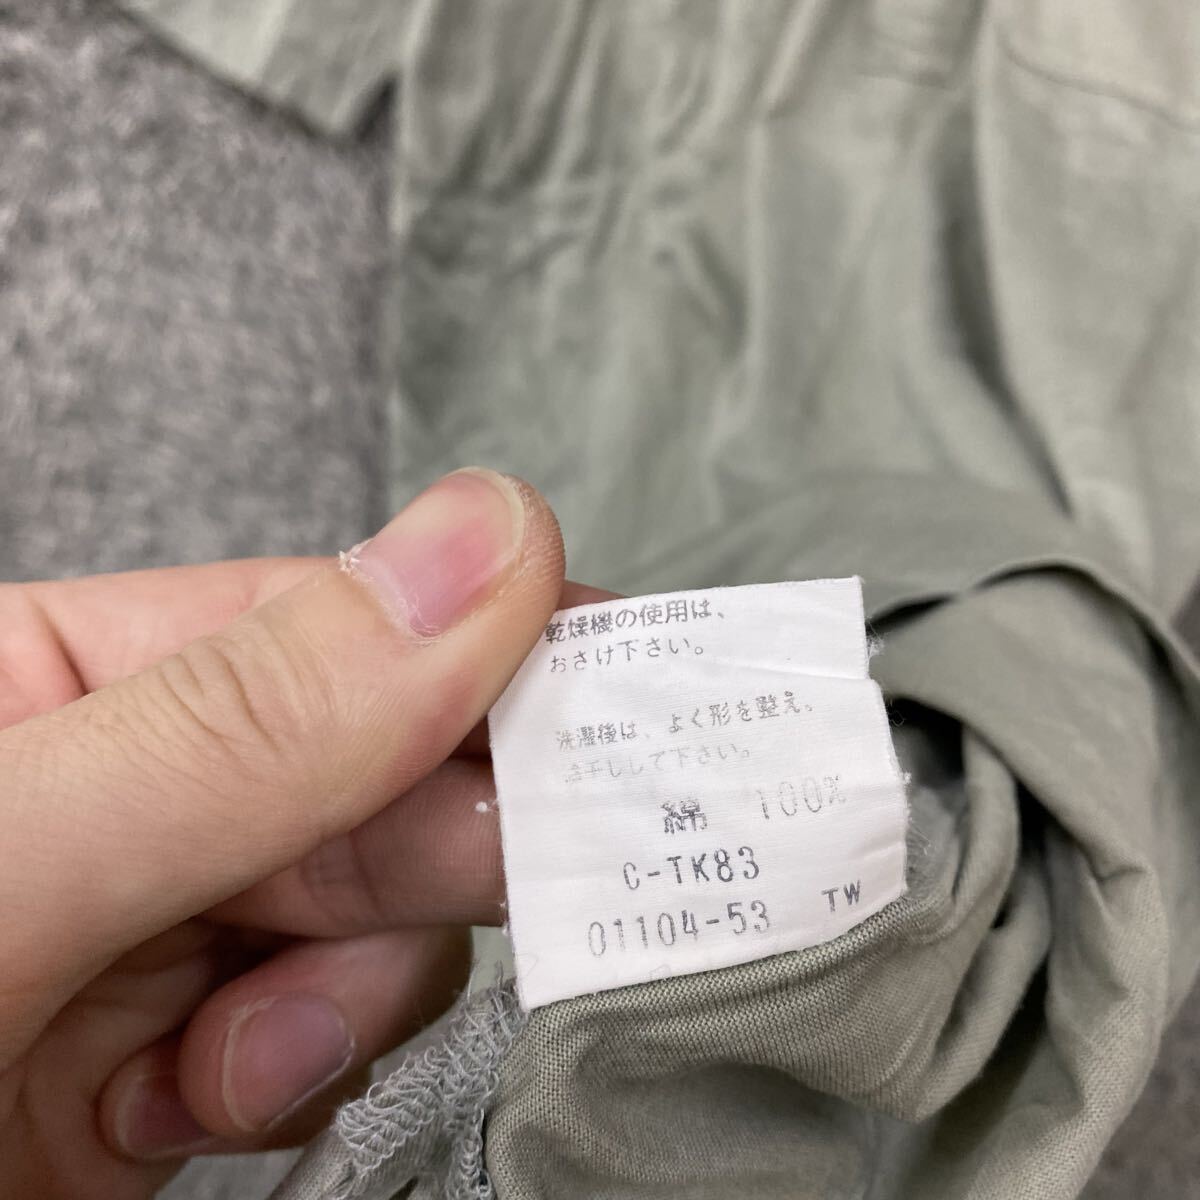 乾燥機の使用は、
おさけ下さい。
洗濯後は、よく形を整え。
陰干しして下さい。
綿 100%
C-TK83
01104-53 TW